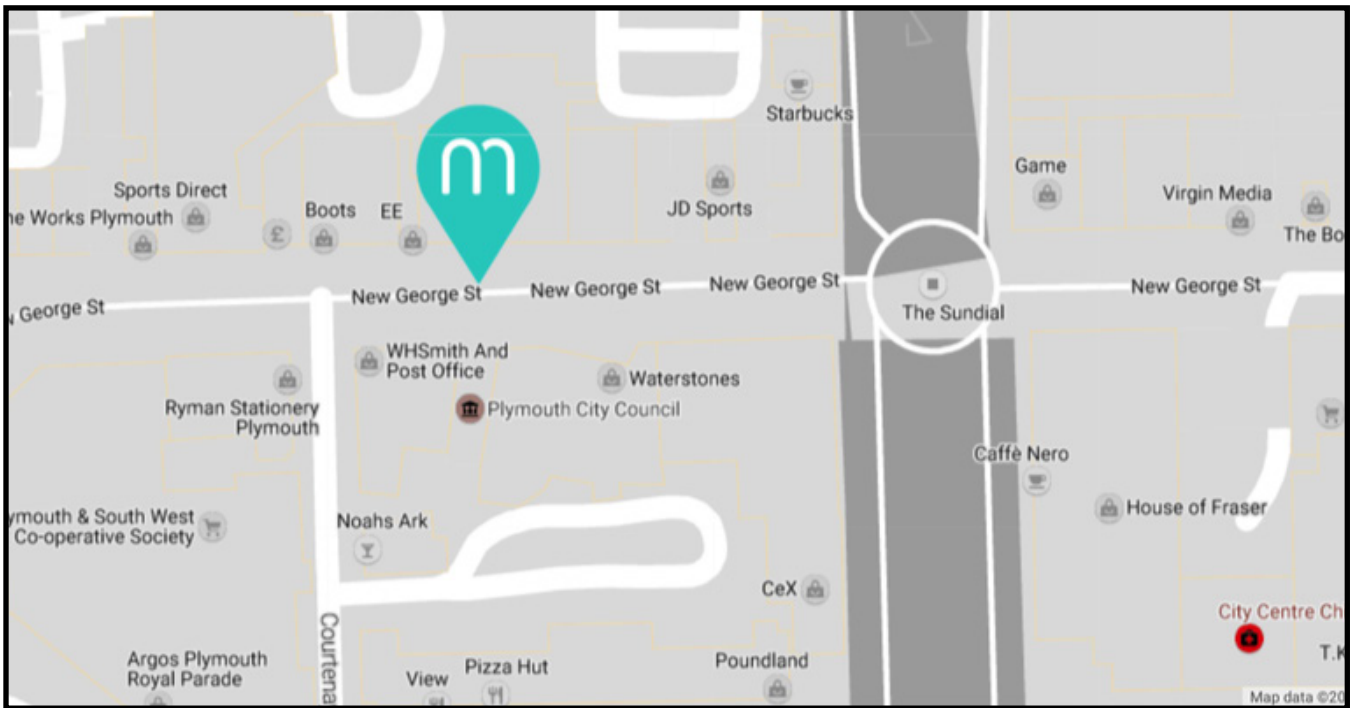 Starbucks
Game
Sports Direct
Virgin Media
JD Sports
Boots
EE
Works Plymouth
The Bo
m
New George St
New George St
New George St
New George St
George St
The Sundial
WHSmith And
Post Office
Waterstones
Ryman Stationery
Plymouth
Plymouth City Council
Caffè Nero
House of Fraser
ymouth & South West
Co-operative Society
Noahs Ark
CeX
City Centre Ch
Courtena
Argos Plymouth
Royal Parade
View
Pizza Hut
Poundland
T.K
Map data ©20